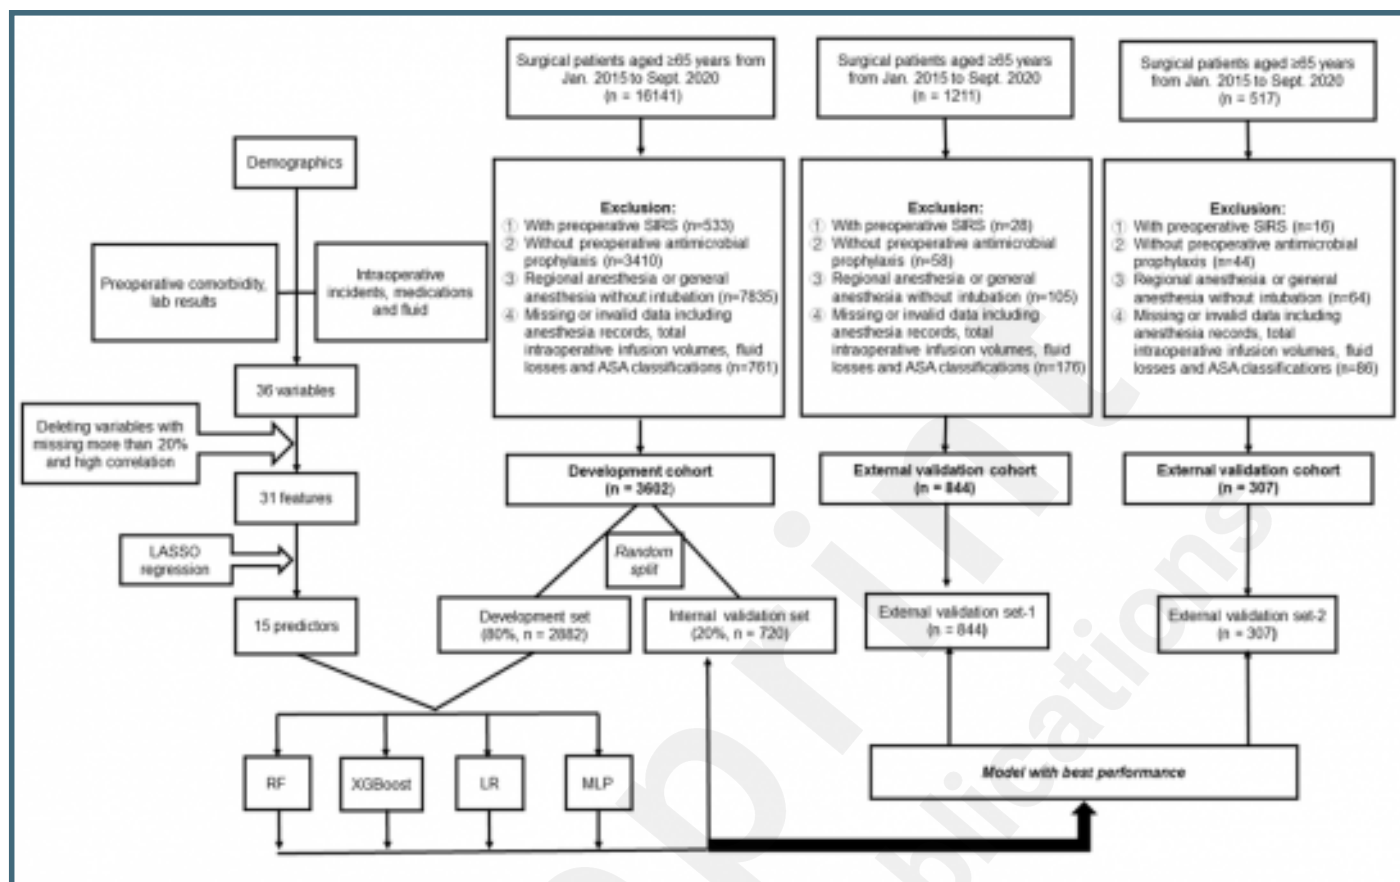 Surgical patients aged ≥65 years from
Jan. 2015 to Sept. 2020
(n = 16141)
Surgical patients aged ≥65 years
from Jan. 2015 to Sept. 2020
(n = 1211)
Surgical patients aged ≥65 years
from Jan. 2015 to Sept. 2020
(n = 517)
Demographics
Preoperative comorbidity,
lab results
Intraoperative
incidents, medications
and fluid
36 variables
Deleting variables with
missing more than 20%
and high correlation
31 features
LASSO
regression
15 predictors
Exclusion:
① With preoperative SIRS (n=533)
② Without preoperative antimicrobial
prophylaxis (n=3410)
③ Regional anesthesia or general
anesthesia without intubation (n=7835)
④ Missing or invalid data including
anesthesia records, total
intraoperative infusion volumes, fluid
losses and ASA classifications (n=761)
Exclusion:
① With preoperative SIRS (n=28)
② Without preoperative antimicrobial
prophylaxis (n=58)
③ Regional anesthesia or general
anesthesia without intubation (n=105)
④ Missing or invalid data including
anesthesia records, total
intraoperative infusion volumes, fluid
losses and ASA classifications (n=176)
Exclusion:
① With preoperative SIRS (n=16)
② Without preoperative antimicrobial
prophylaxis (n=44)
③ Regional anesthesia or general
anesthesia without intubation (n=64)
④ Missing or invalid data including
anesthesia records, total
intraoperative infusion volumes, fluid
losses and ASA classifications (n=86)
Development cohort
(n = 3602)
External validation cohort
(n = 844)
External validation cohort
(n = 307)
Random
split
Development set
(80%, n = 2882)
Internal validation set
(20%, n = 720)
External validation set-1
(n = 844)
External validation set-2
(n = 307)
RF
XGBoost
LR
MLP
Model with best performance
print
blications